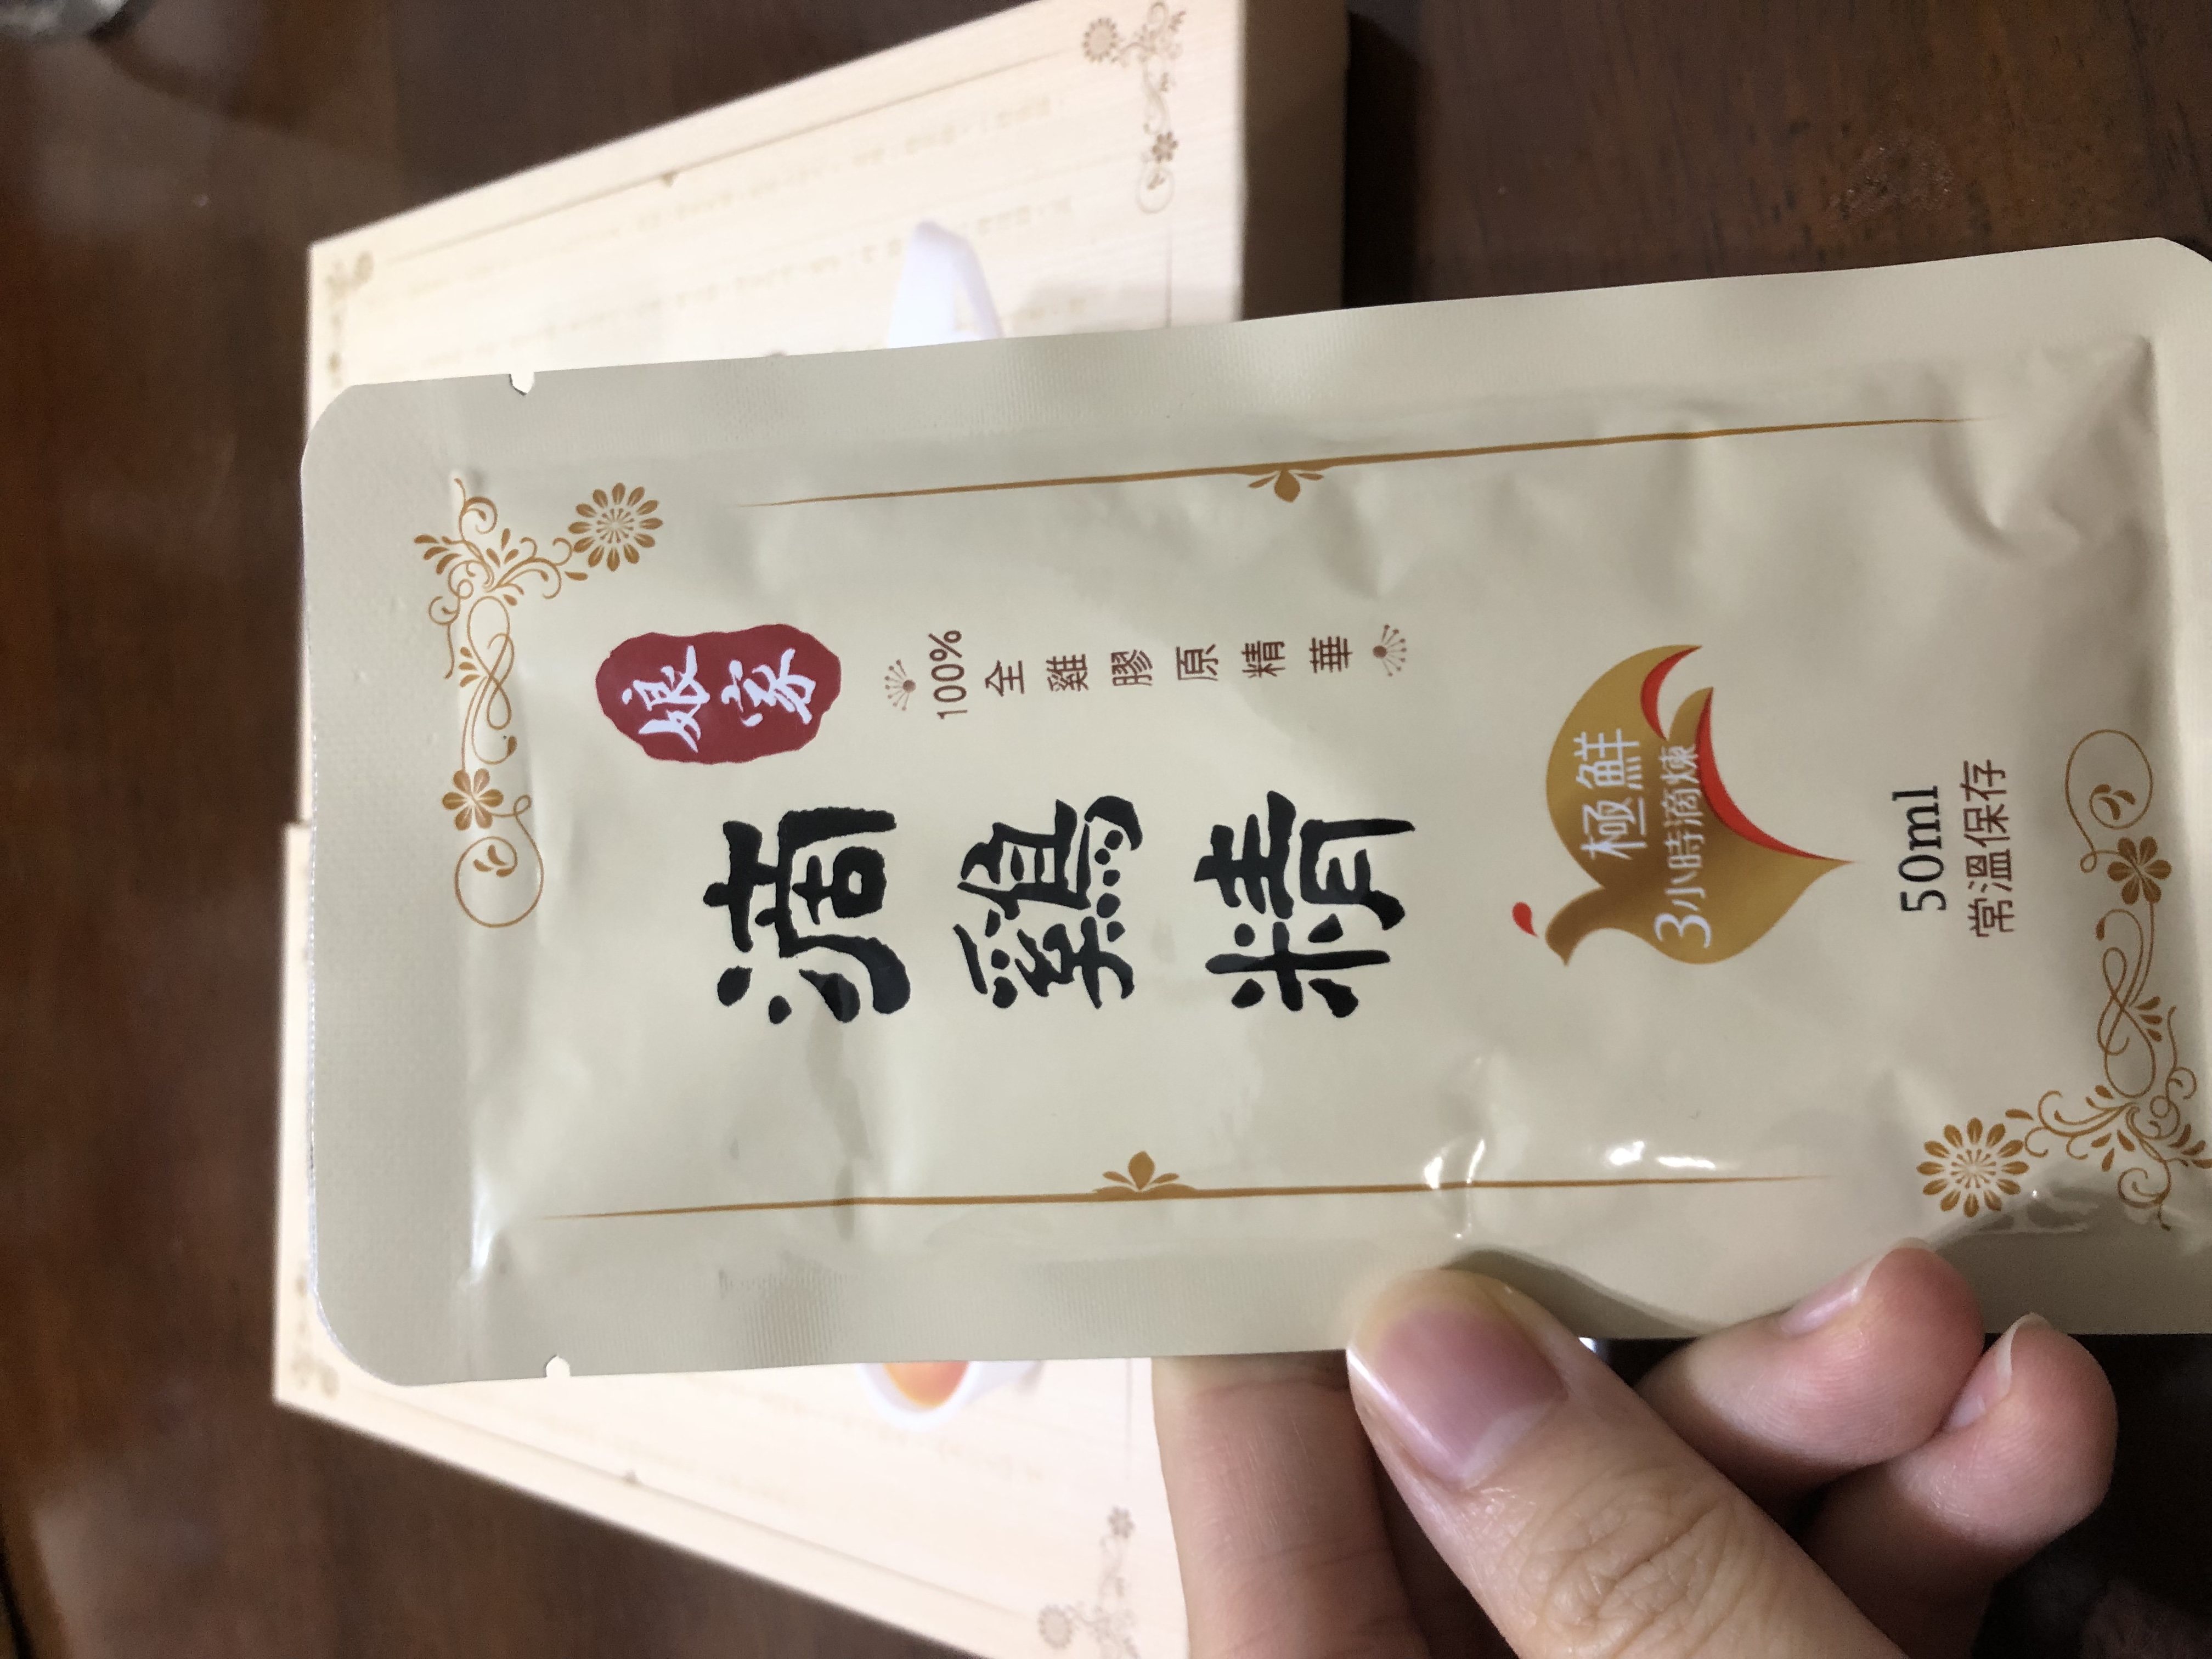 娘家
100%全雞膠原精華
滴雞精
極鮮
3小時滴煉
50ml
常溫保存